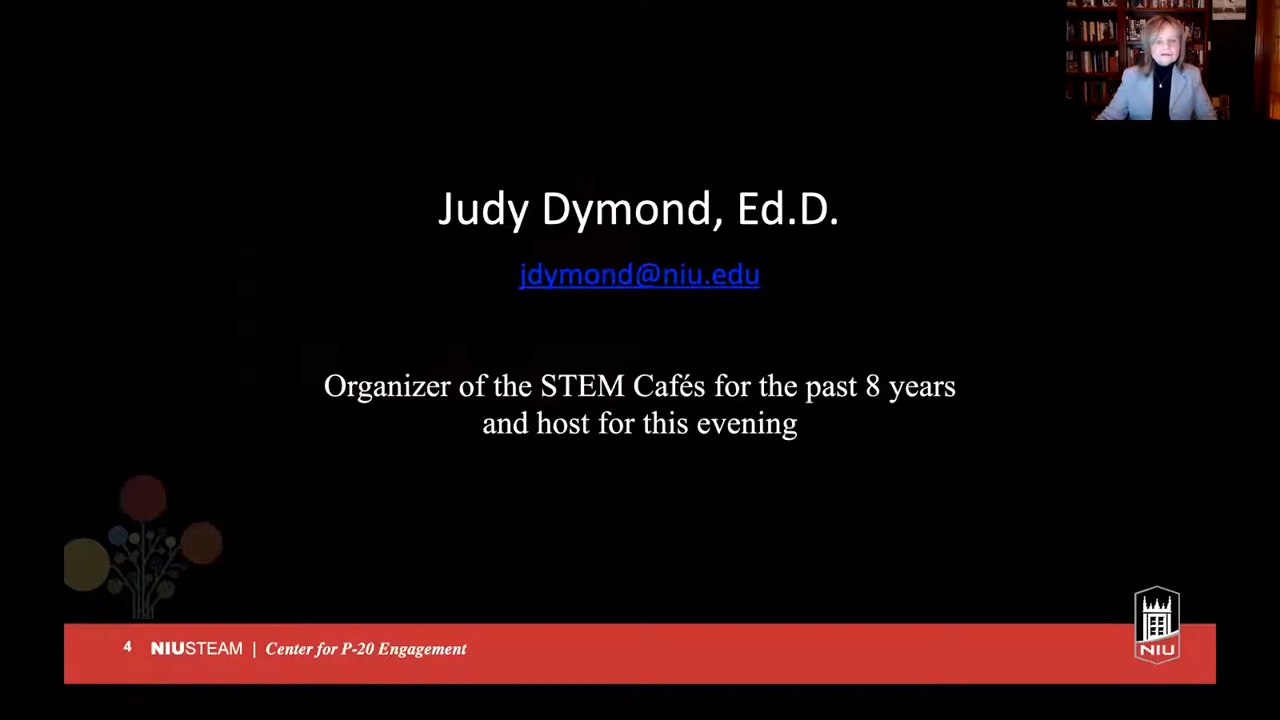 Judy Dymond, Ed.D.
jdymond@niu.edu
Organizer of the STEM Cafés for the past 8 years
and host for this evening
4 NIUSTEAM | Center for P-20 Engagement
NIU